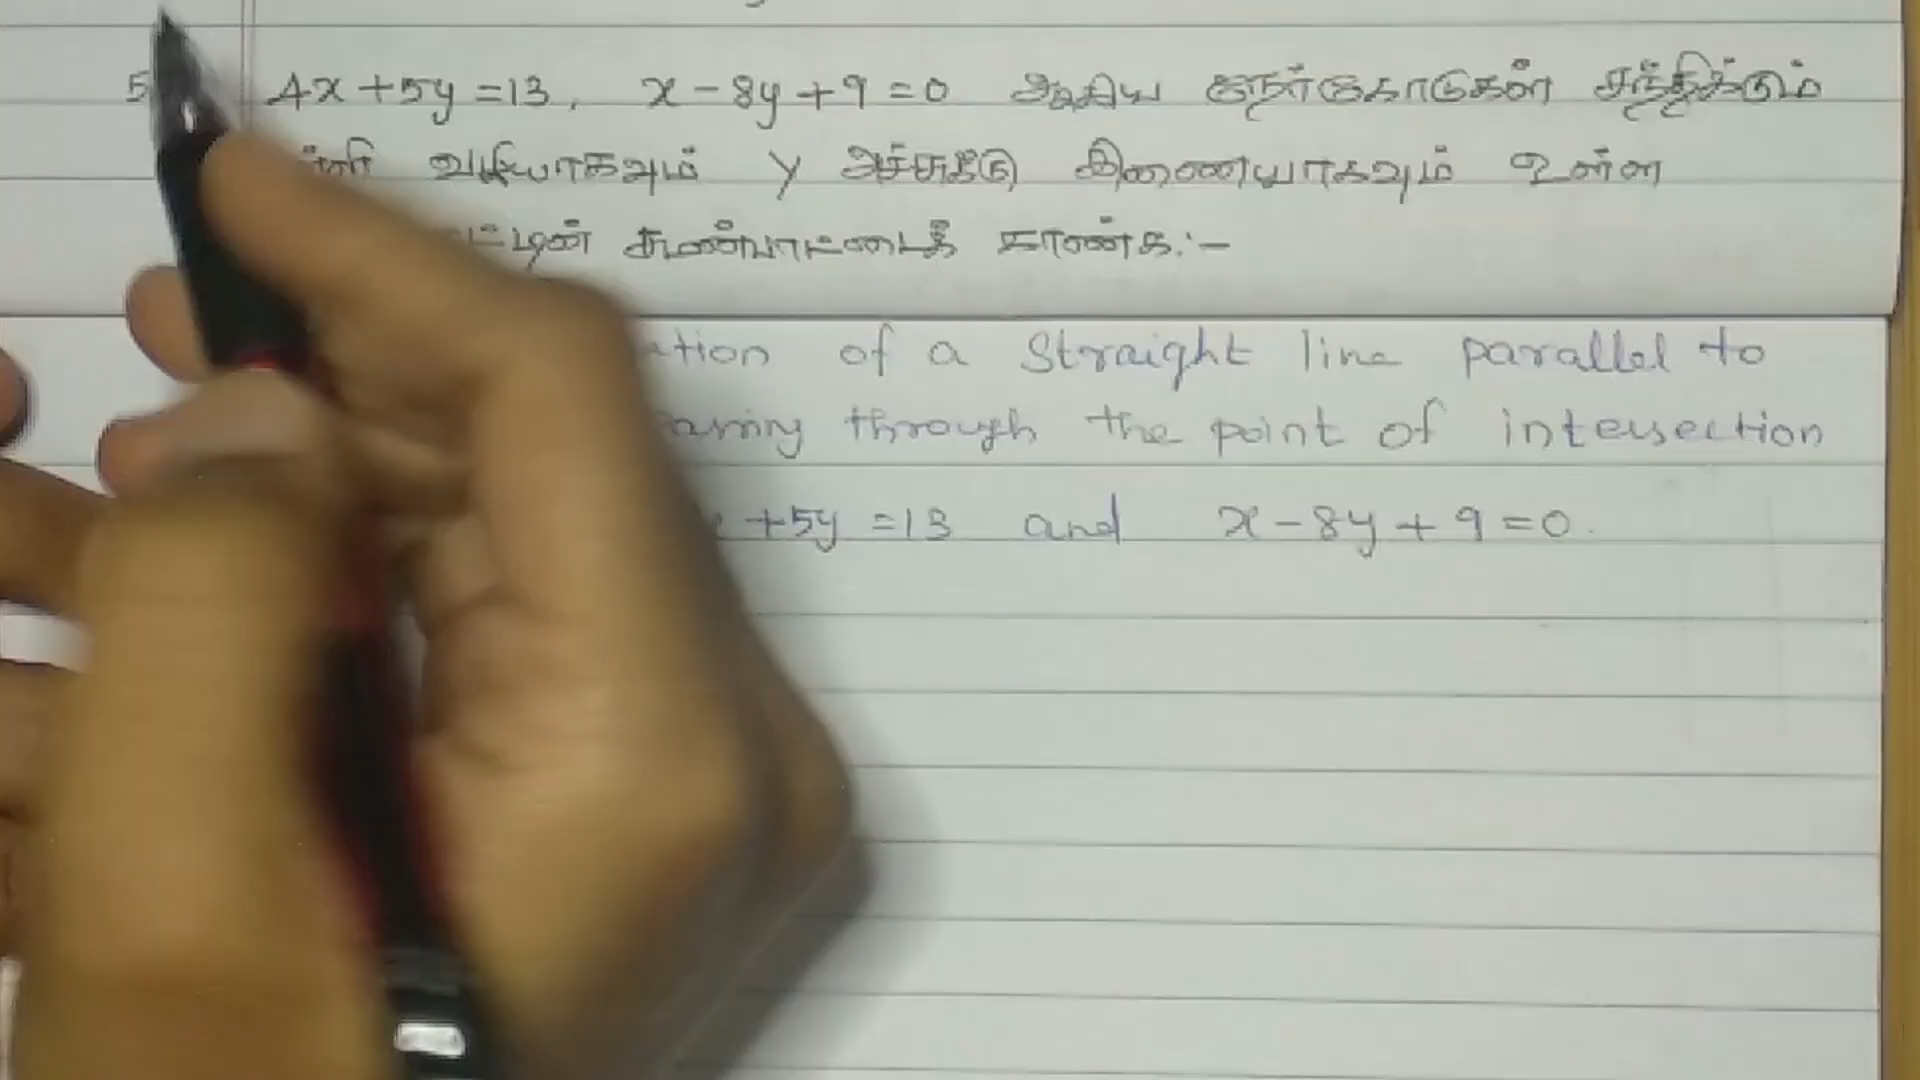 5 4x + 5y = 13, x - 8y + 9 = 0 ஆகிய நேர்கோடுகள் சந்திக்கும்
வழியாகவும் y அச்சுக்கு இணையாகவும் உள்ள
சமன்பாட்டைக் காண்க:-
of a straight line parallel to
through the point of intersection
+5y = 13 and x - 8y + 9 = 0.